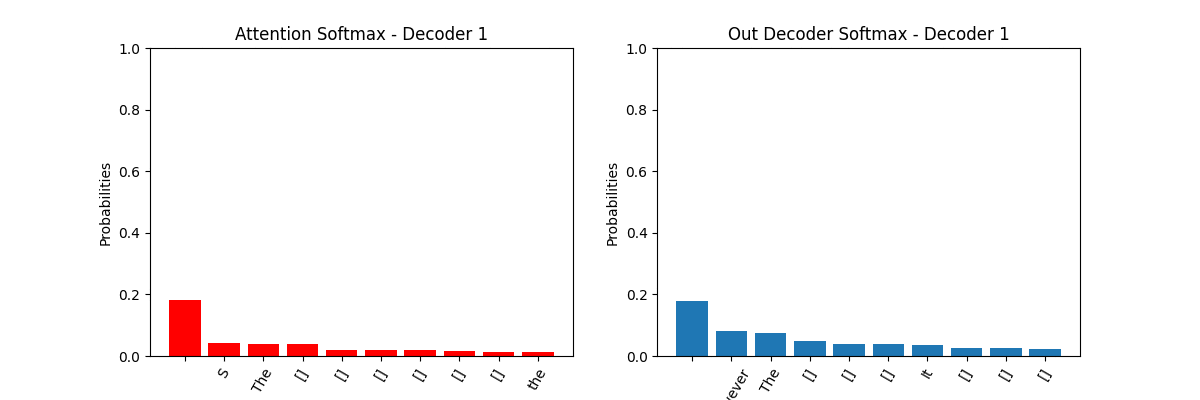 Attention Softmax - Decoder 1
Probabilities
1.0
0.8
0.6
0.4
0.2
0.0
S
The
[]
[]
[]
[]
[]
[]
the
Out Decoder Softmax - Decoder 1
Probabilities
1.0
0.8
0.6
0.4
0.2
0.0
The
[]
[]
[]
It
[]
[]
[]